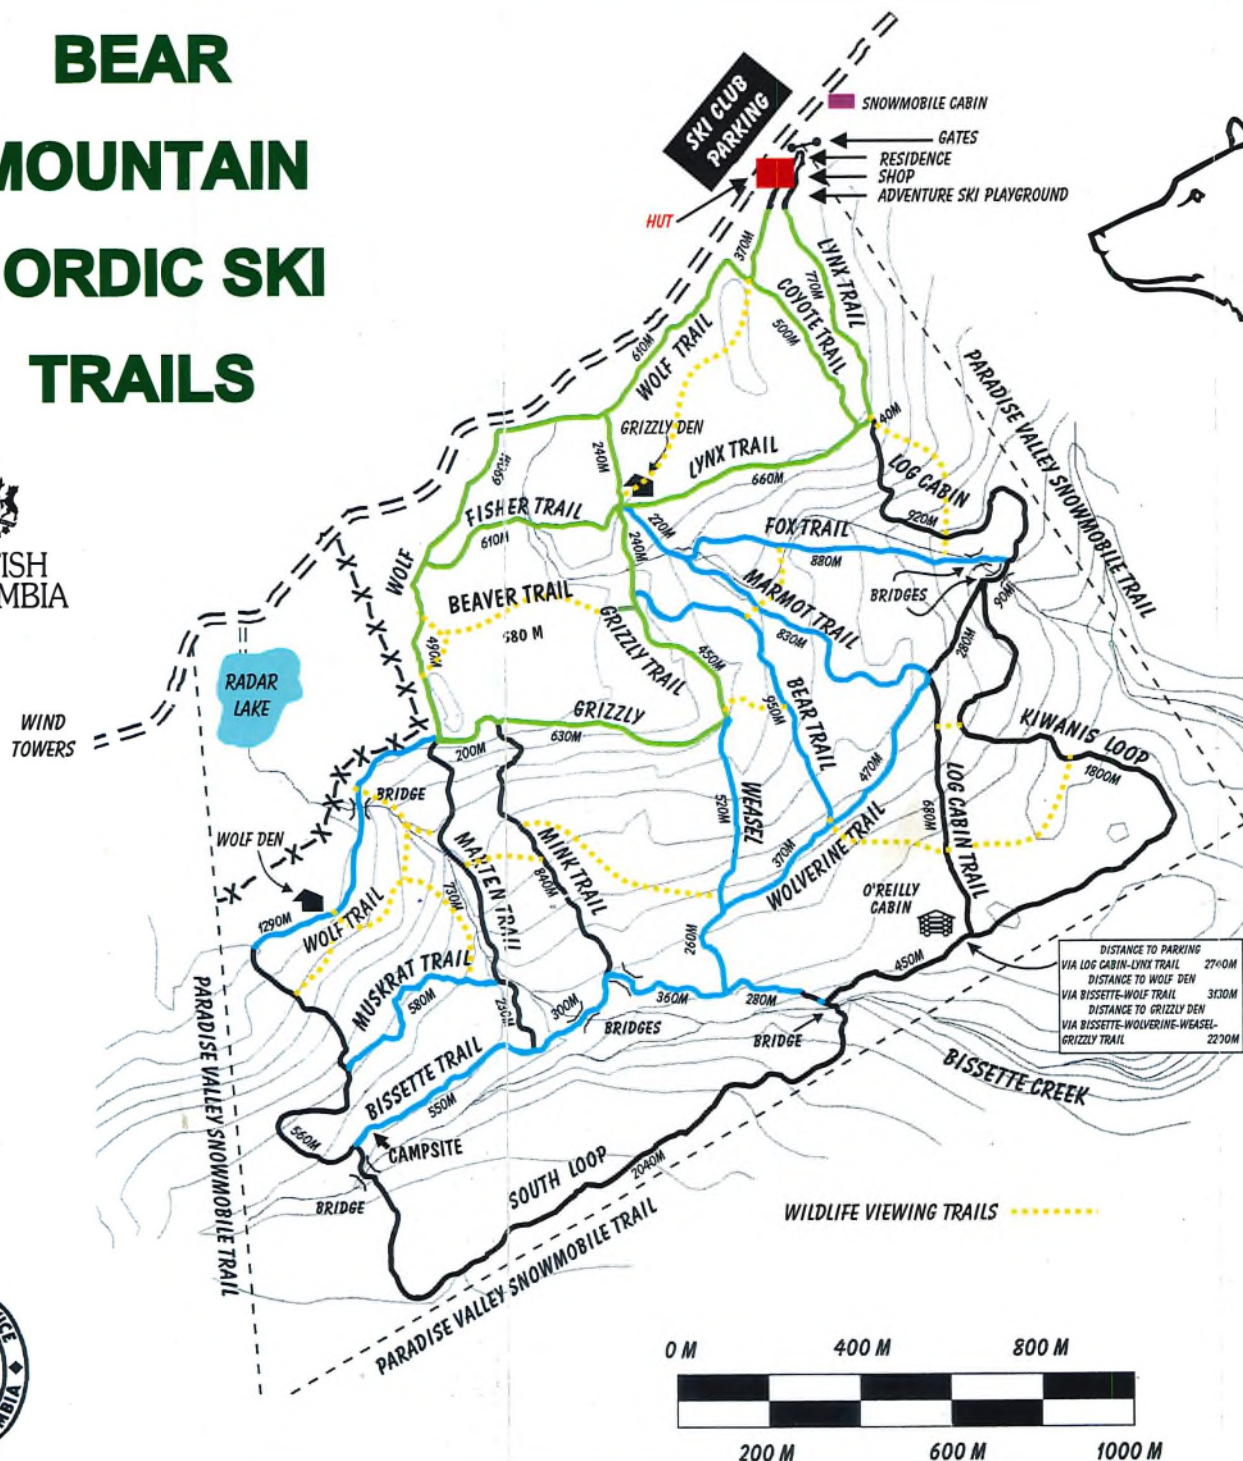 BEAR
MOUNTAIN
ORDIC SKI
TRAILS
SKI CLUB
PARKING
SNOWMOBILE CABIN
GATES
RESIDENCE
SHOP
ADVENTURE SKI PLAYGROUND
HUT
370M
LYNX TRAIL
770M
COYOTE TRAIL
500M
610M
WOLF TRAIL
PARADISE VALLEY SNOWMOBILE TRAIL
40M
GRIZZLY DEN
240M
LYNX TRAIL
660M
LOG CABIN
920M
690M
FISHER TRAIL
610M
220M
FOX TRAIL
880M
240M
WOLF
BEAVER TRAIL
580 M
MARMOT TRAIL
830M
BRIDGES
90M
280M
490M
GRIZZLY TRAIL
450M
BEAR TRAIL
950M
RADAR
LAKE
WIND
TOWERS
GRIZZLY
630M
200M
KIWANIS LOOP
1800M
470M
BRIDGE
WEASEL
520M
LOG CABIN TRAIL
680M
WOLF DEN
MARTEN TRAIL
730M
MINK TRAIL
840M
370M
WOLVERINE TRAIL
O'REILLY
CABIN
1290M
WOLF TRAIL
260M
450M
MUSKRAT TRAIL
580M
300M
360M
280M
BRIDGES
BRIDGE
DISTANCE TO PARKING
VIA LOG CABIN-LYNX TRAIL
DISTANCE TO WOLF DEN
VIA BISSETTE-WOLF TRAIL 3130M
DISTANCE TO GRIZZLY DEN
VIA BISSETTE-WOLVERINE-WEASEL-
GRIZZLY TRAIL
BISSETTE CREEK
BISSETTE TRAIL
550M
560M
CAMPSITE
BRIDGE
SOUTH LOOP
2040M
PARADISE VALLEY SNOWMOBILE TRAIL
PARADISE VALLEY SNOWMOBILE TRAIL
WILDLIFE VIEWING TRAILS
0 M 400 M 800 M
200 M 600 M 1000 M